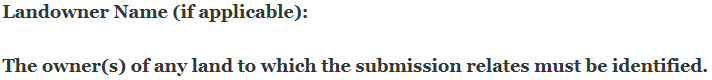 Landowner Name (if applicable):
The owner(s) of any land to which the submission relates must be identified.